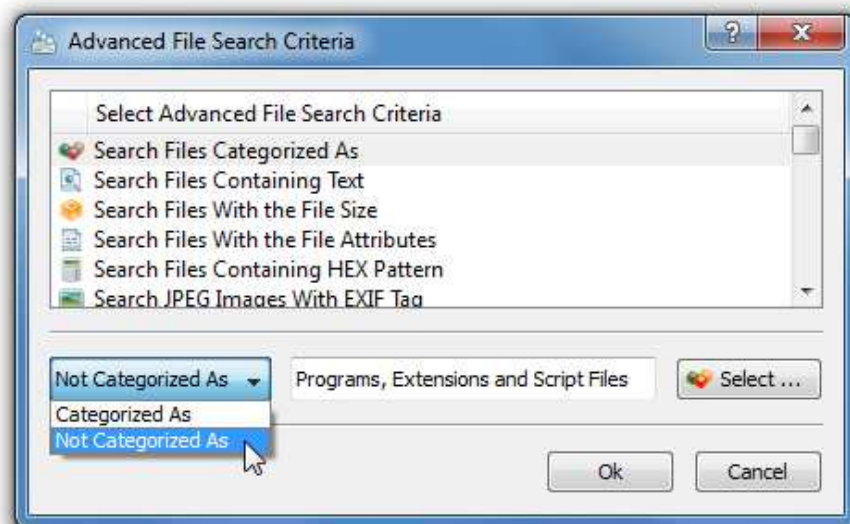 Advanced File Search Criteria
Select Advanced File Search Criteria
Search Files Categorized As
Search Files Containing Text
Search Files With the File Size
Search Files With the File Attributes
Search Files Containing HEX Pattern
Search JPEG Images With EXIF Tag
Not Categorized As Programs, Extensions and Script Files Select ...
Categorized As
Not Categorized As
Ok Cancel